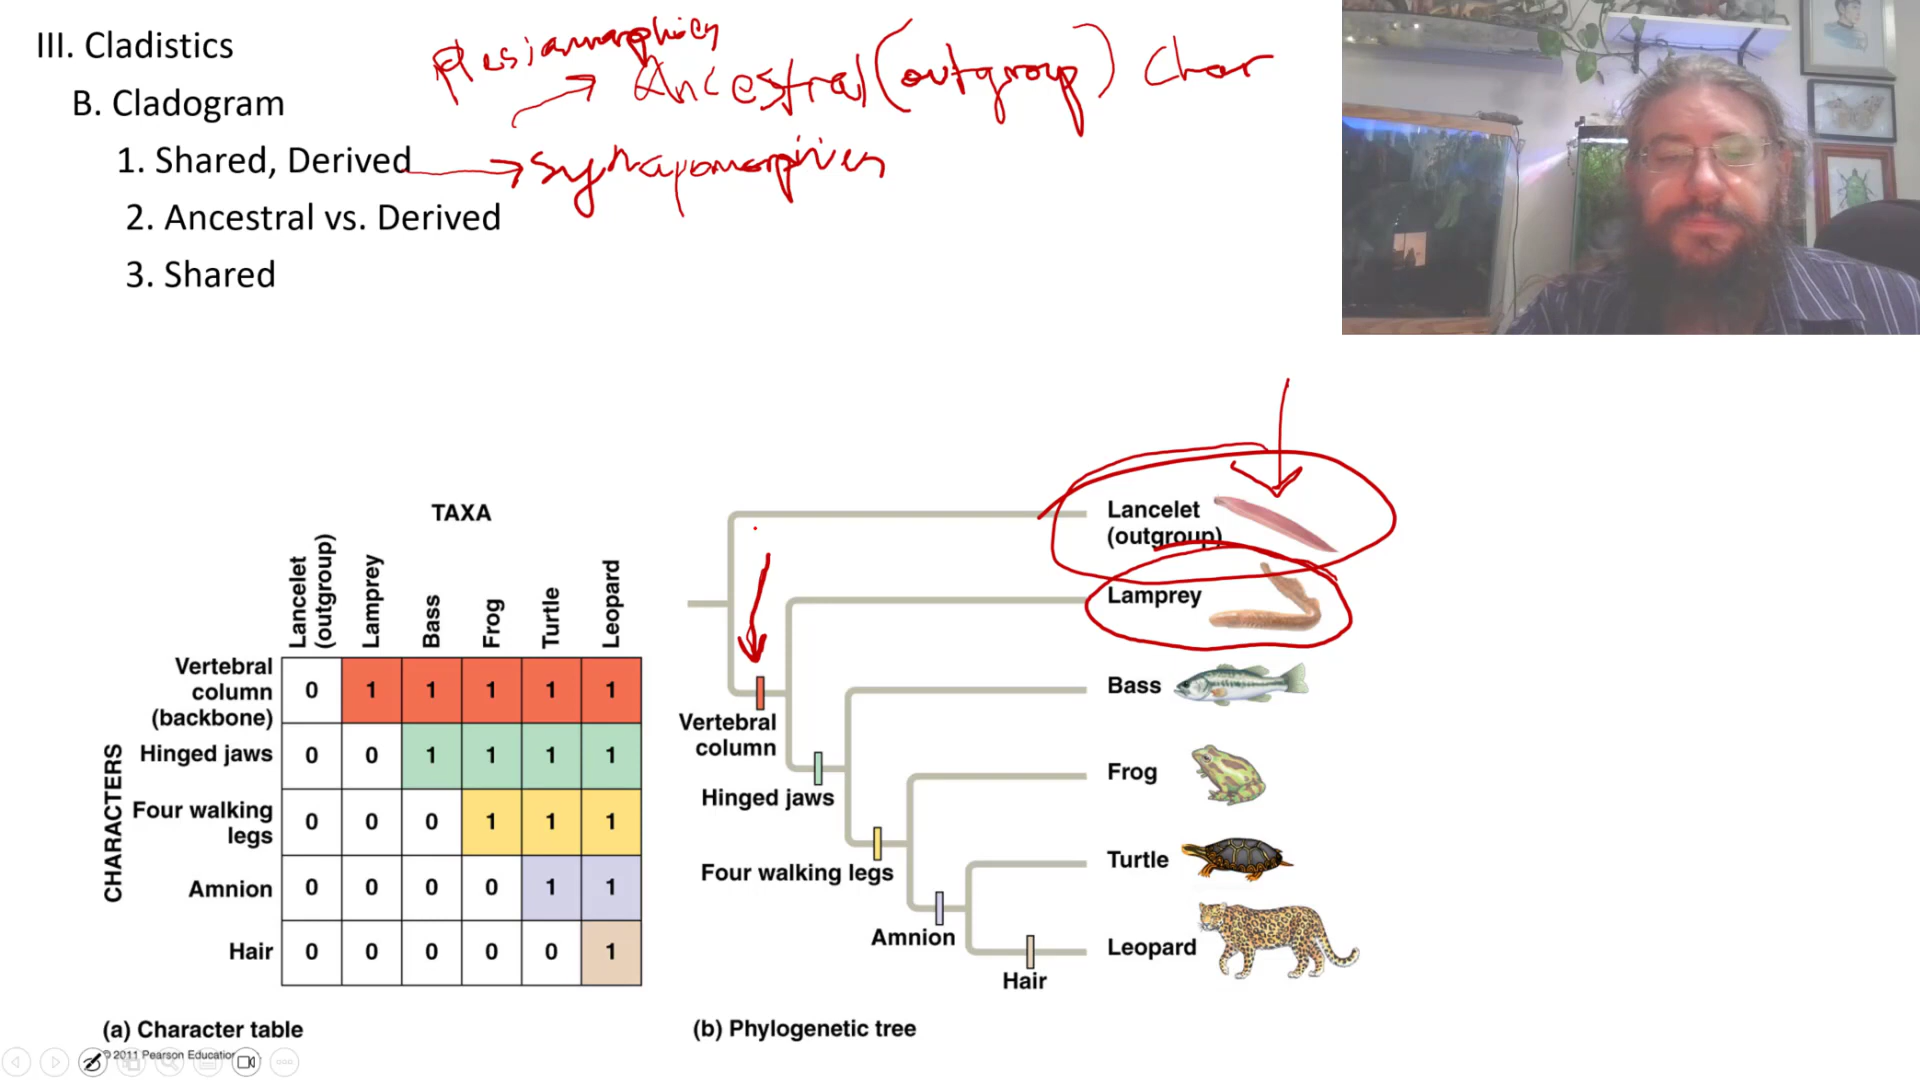 III. Cladistics
B. Cladogram
1. Shared, Derived
2. Ancestral vs. Derived
3. Shared
Plesiomorphies
Ancestral (outgroup) Char
Synapomorphies
TAXA
Lancelet
(outgroup)
Lamprey
Bass
Frog
Turtle
Leopard
CHARACTERS
Vertebral
column
(backbone)
0 1 1 1 1 1
Hinged jaws 0 0 1 1 1 1
Four walking
legs
0 0 0 1 1 1
Amnion 0 0 0 0 1 1
Hair 0 0 0 0 0 1
(a) Character table
© 2011 Pearson Education
Lancelet
(outgroup)
Lamprey
Bass
Vertebral
column
Frog
Hinged jaws
Turtle
Four walking legs
Leopard
Amnion
Hair
(b) Phylogenetic tree